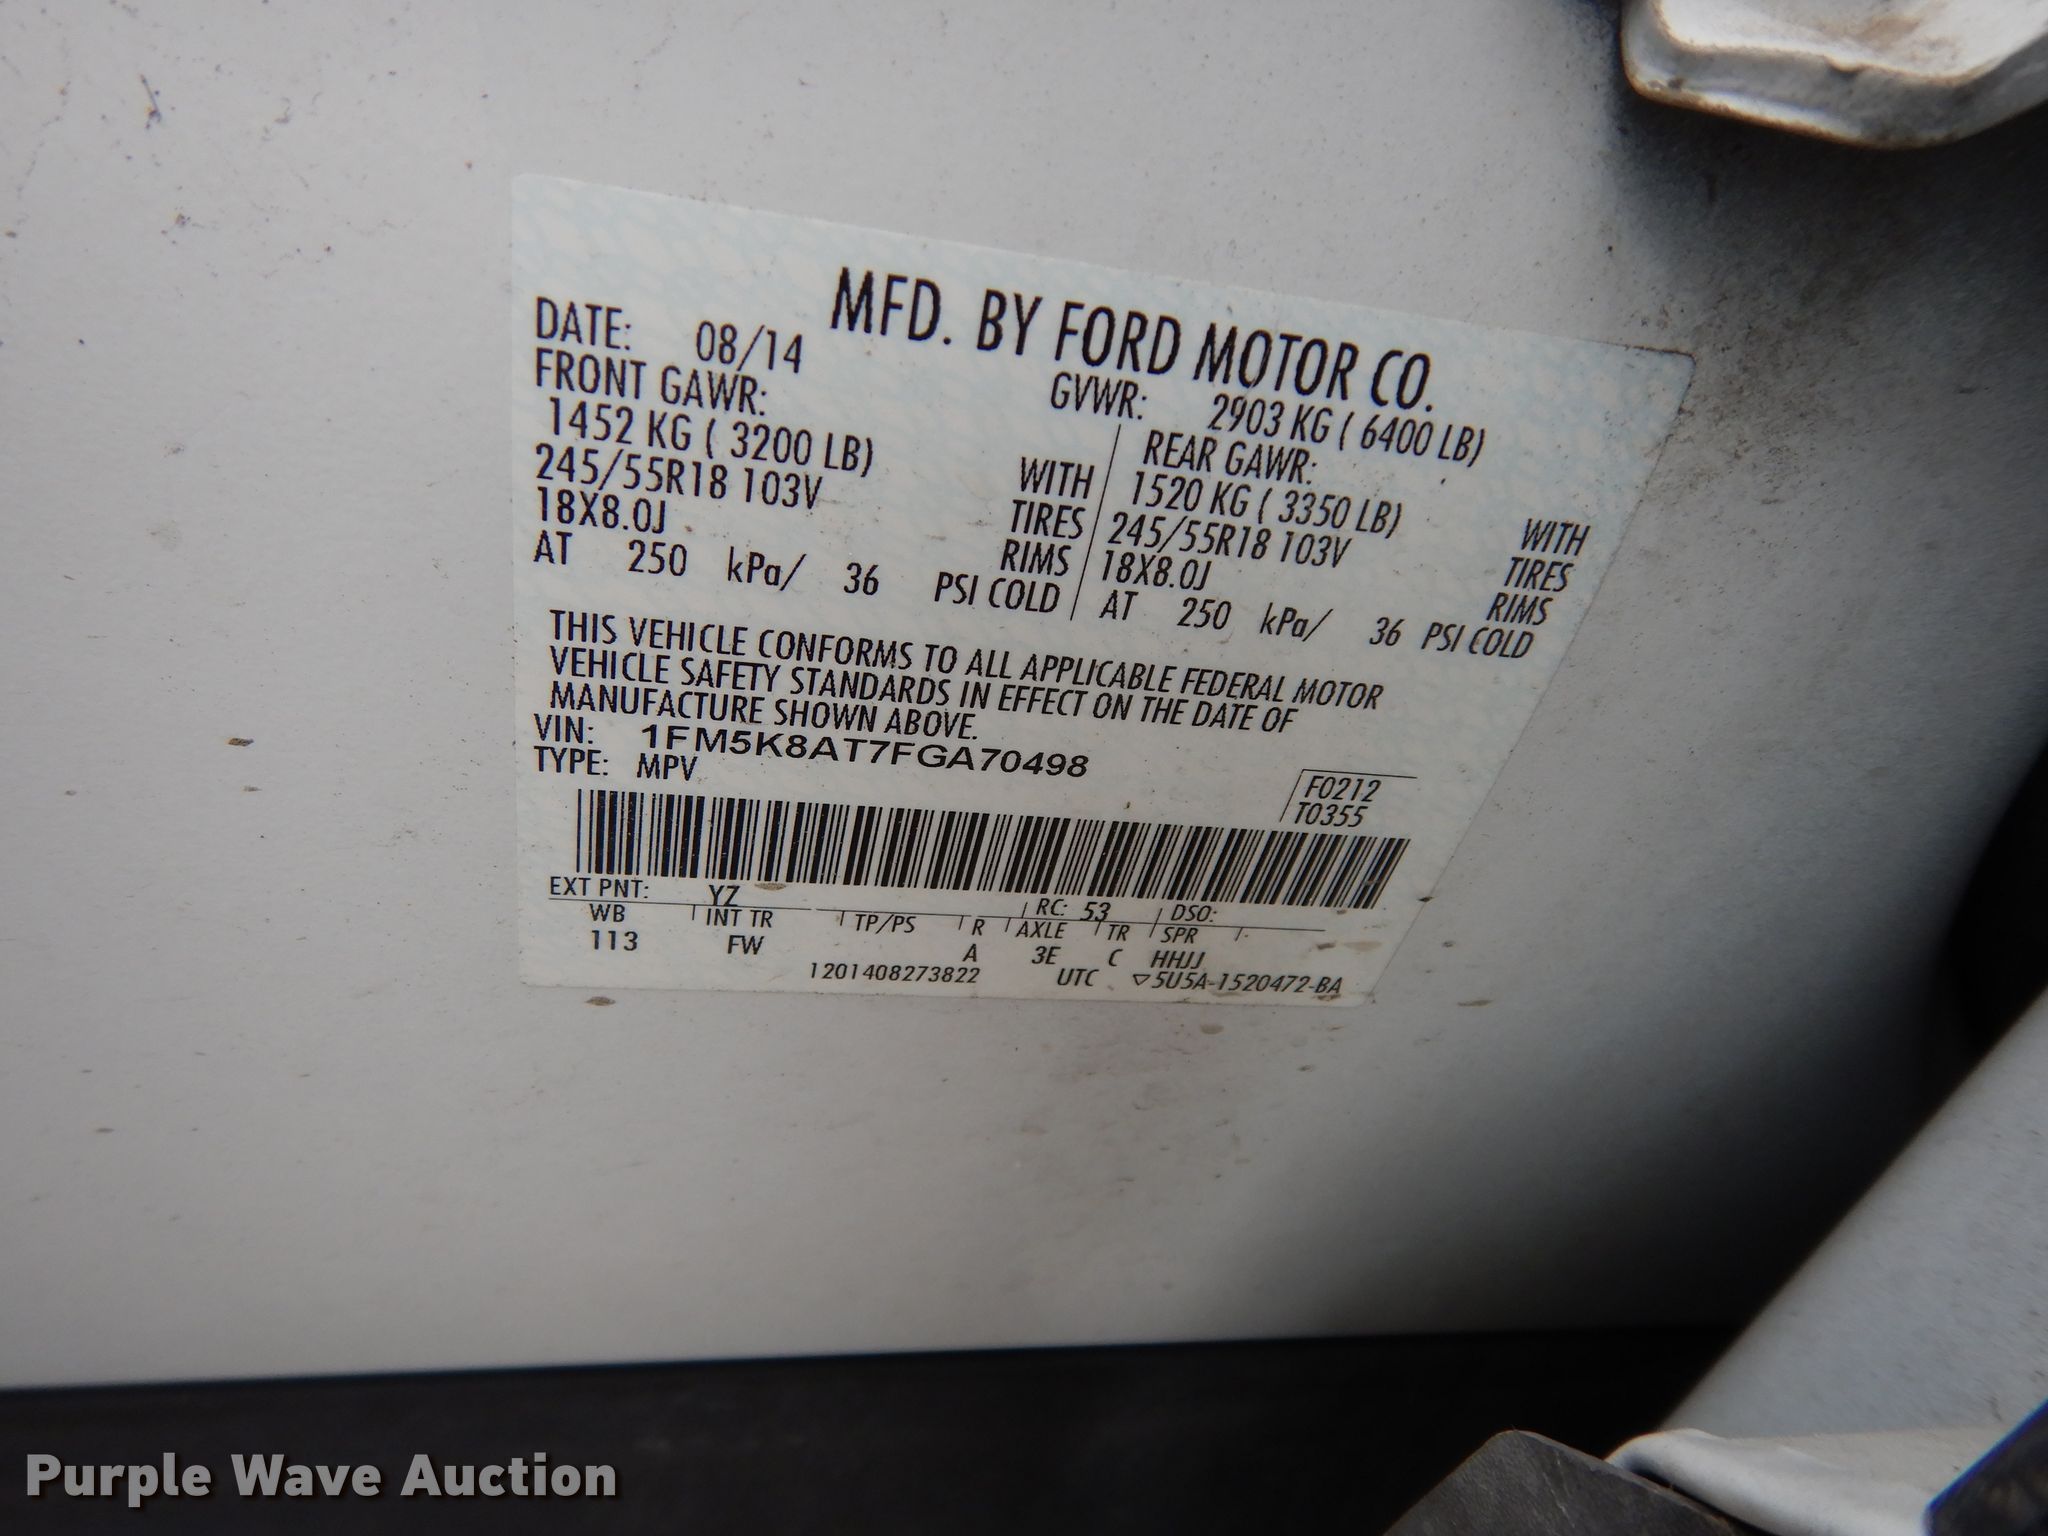 MFD. BY FORD MOTOR CO.
DATE: 08/14 GVWR: 2903 KG ( 6400 LB)
FRONT GAWR: REAR GAWR:
1452 KG ( 3200 LB) WITH 1520 KG ( 3350 LB) WITH
245/55R18 103V TIRES 245/55R18 103V TIRES
18X8.0J RIMS 18X8.0J RIMS
AT 250 kPa/ 36 PSI COLD AT 250 kPa/ 36 PSI COLD
THIS VEHICLE CONFORMS TO ALL APPLICABLE FEDERAL MOTOR
VEHICLE SAFETY STANDARDS IN EFFECT ON THE DATE OF
MANUFACTURE SHOWN ABOVE.
VIN: 1FM5K8AT7FGA70498
TYPE: MPV
F0212
T0355
EXT PNT: YZ RC: 53 DSO:
WB INT TR TP/PS R AXLE TR SPR
113 FW A 3E C HHJJ
1201408273822 UTC ▽5U5A-1520472-BA
Purple Wave Auction